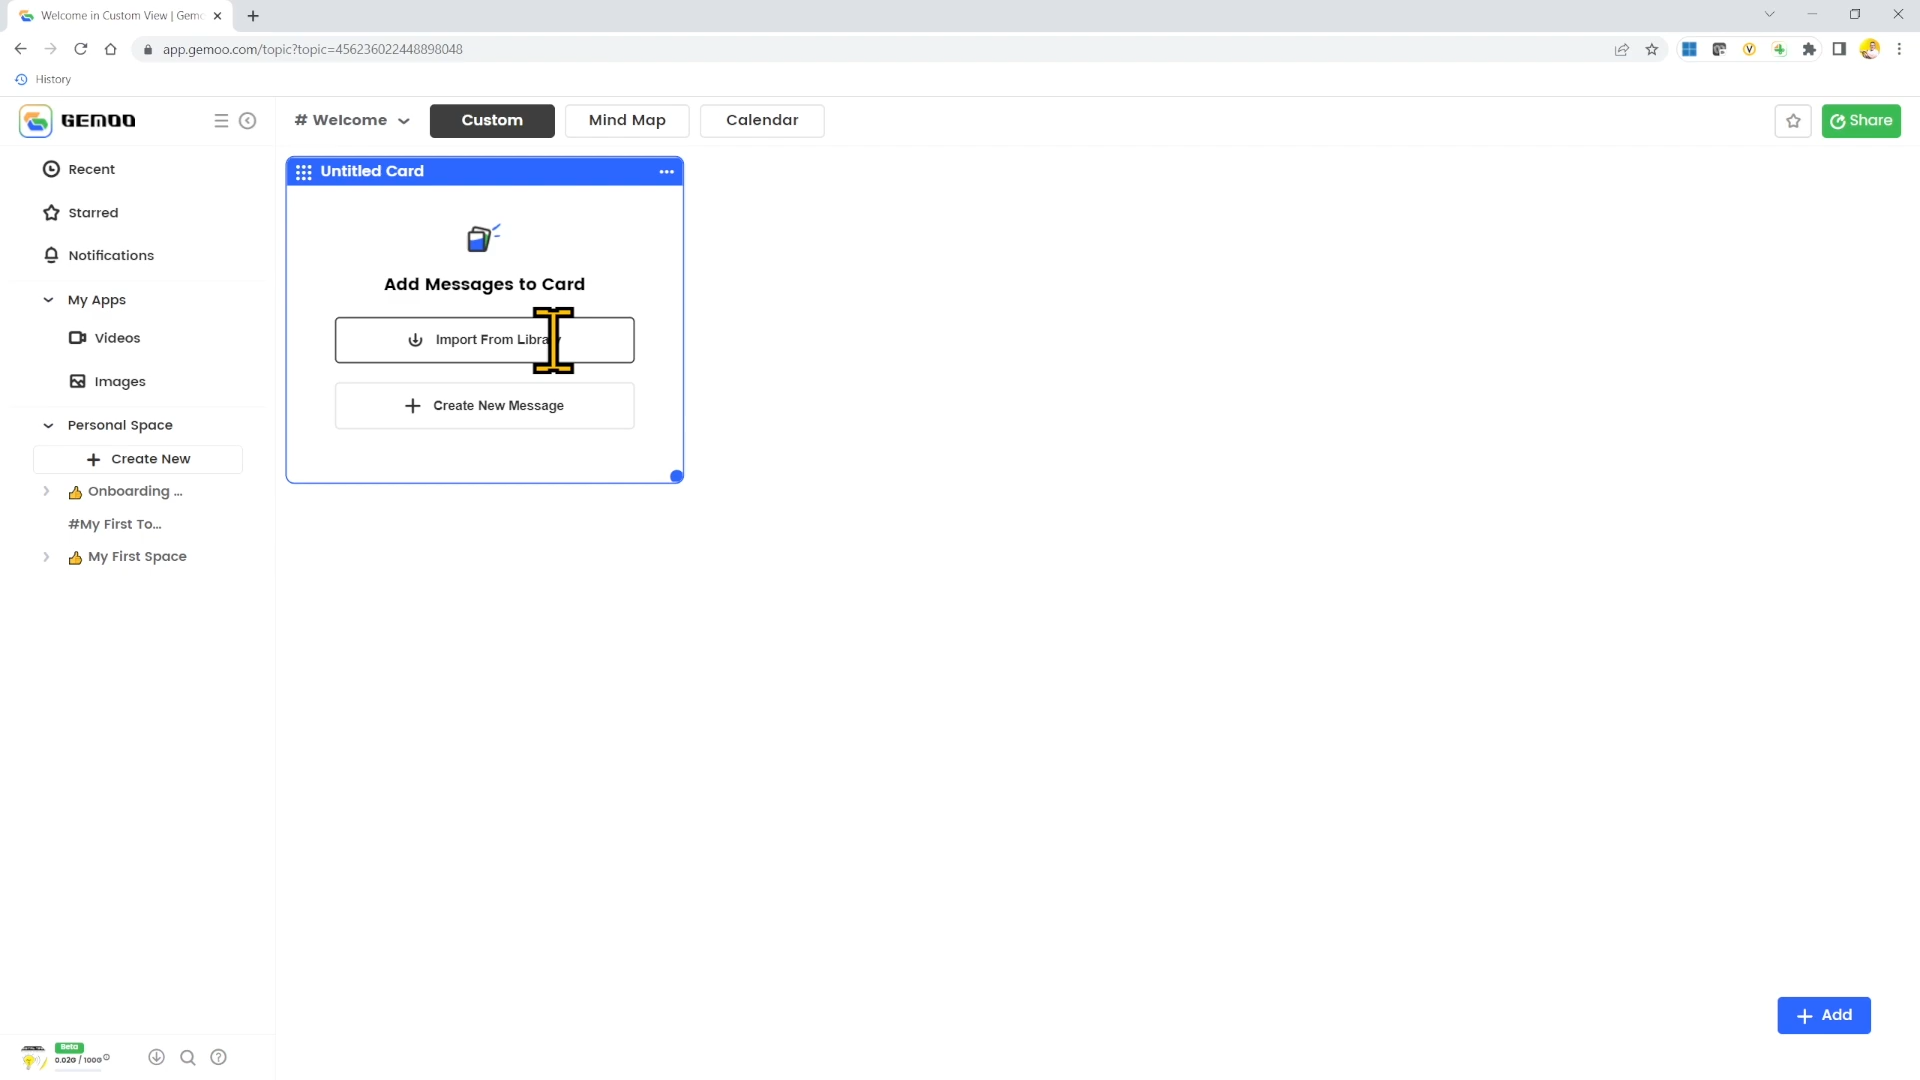 Welcome in Custom View | Gem
app.gemoo.com/topic?topic=456236022448898048
History
GEMOO
# Welcome
Custom
Mind Map
Calendar
Share
Recent
Starred
Notifications
My Apps
Videos
Images
Personal Space
Create New
👍 Onboarding ...
#My First To...
👍 My First Space
Untitled Card
Add Messages to Card
Import From Library
Create New Message
Add
Beta
0.02G / 100G